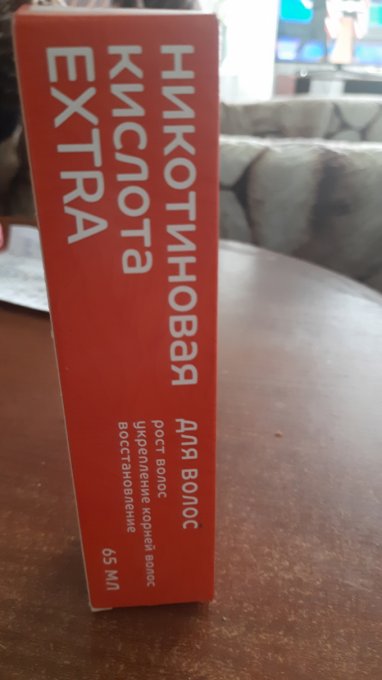 никотиновая
кислота
EXTRA
для волос
рост волос
укрепление корней волос
восстановление
65 мл